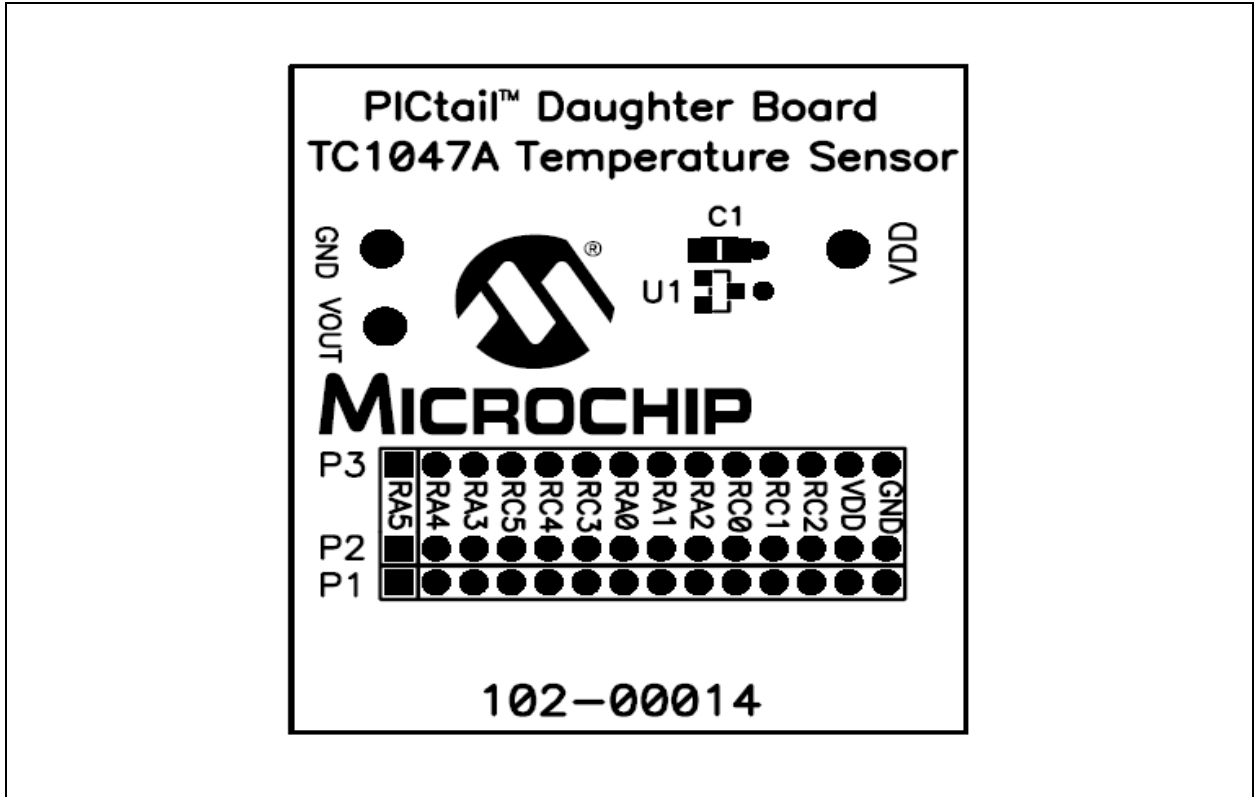 PICtail™ Daughter Board
TC1047A Temperature Sensor
GND
VOUT
®
C1
U1
VDD
MICROCHIP
P3
RA5
RA4
RA3
RC5
RC4
RC3
RA0
RA1
RA2
RC0
RC1
RC2
VDD
GND
P2
P1
102-00014